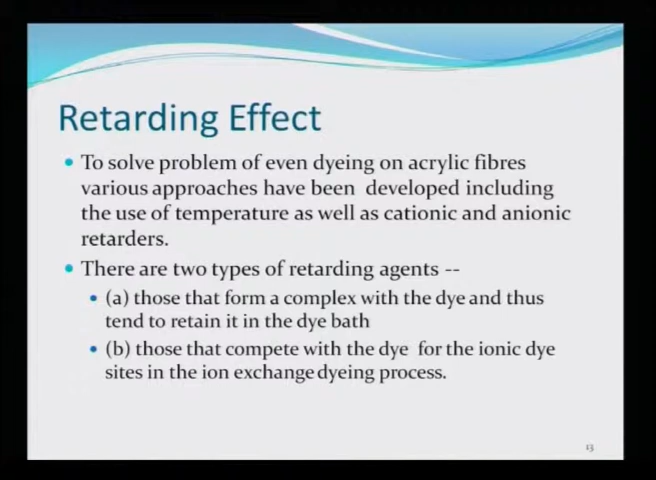 Retarding Effect
• To solve problem of even dyeing on acrylic fibres
various approaches have been developed including
the use of temperature as well as cationic and anionic
retarders.
• There are two types of retarding agents --
• (a) those that form a complex with the dye and thus
tend to retain it in the dye bath
• (b) those that compete with the dye for the ionic dye
sites in the ion exchange dyeing process.
13